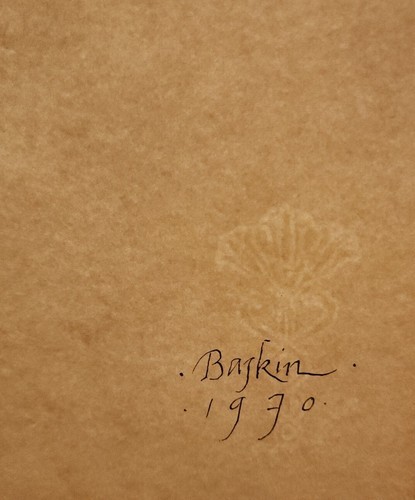 · Baskin ·
· 1970 ·